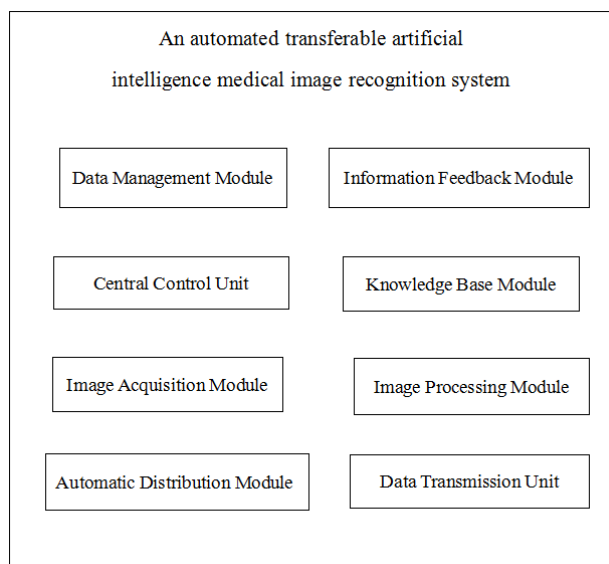 An automated transferable artificial
intelligence medical image recognition system
Data Management Module
Information Feedback Module
Central Control Unit
Knowledge Base Module
Image Acquisition Module
Image Processing Module
Automatic Distribution Module
Data Transmission Unit